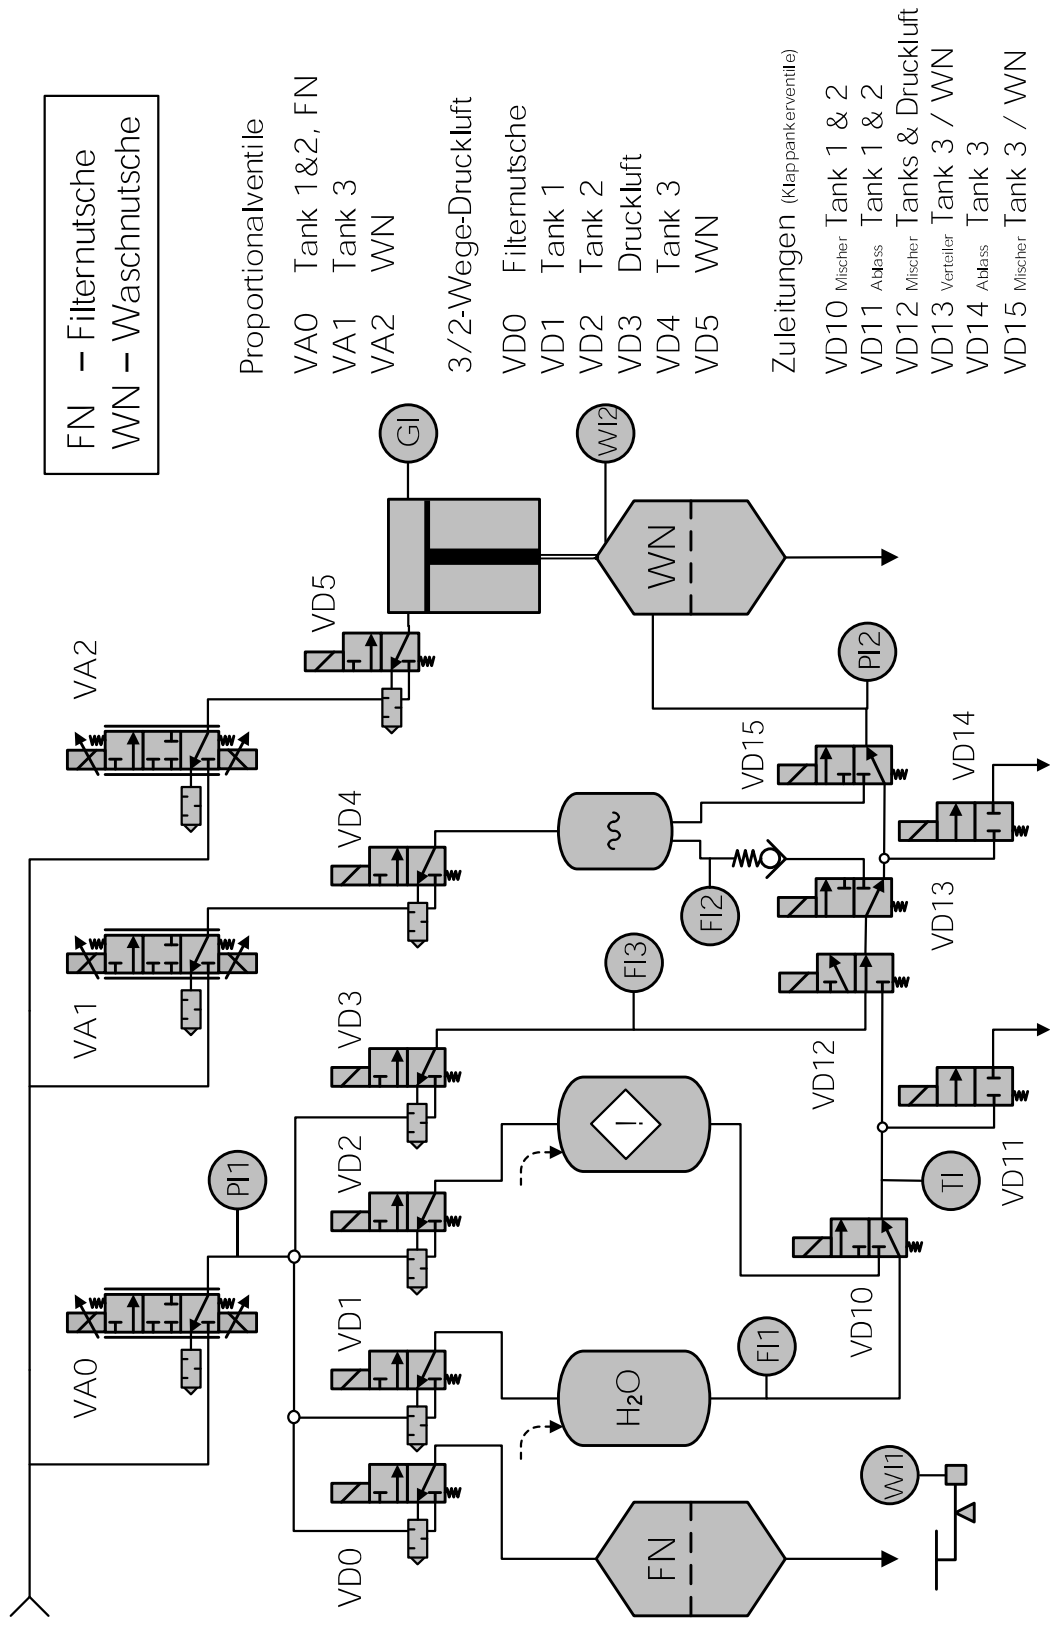 FN – Filternutsche
WN – Waschnutsche
Proportionalventile
VA0 Tank 1&2, FN
VA1 Tank 3
VA2 WN
3/2-Wege-Druckluft
VD0 Filternutsche
VD1 Tank 1
VD2 Tank 2
VD3 Druckluft
VD4 Tank 3
VD5 WN
Zuleitungen (Klappankerventile)
VD10 Mischer Tank 1 & 2
VD11 Ablass Tank 1 & 2
VD12 Mischer Tanks & Druckluft
VD13 Verteiler Tank 3 / WN
VD14 Ablass Tank 3
VD15 Mischer Tank 3 / WN
VA0
VA1
VA2
PI1
VD0
VD1
VD2
VD3
VD4
VD5
GI
FN
H2O
!
FI3
FI2
WI2
WN
WI1
FI1
VD10
TI
VD11
VD12
VD13
VD14
VD15
PI2